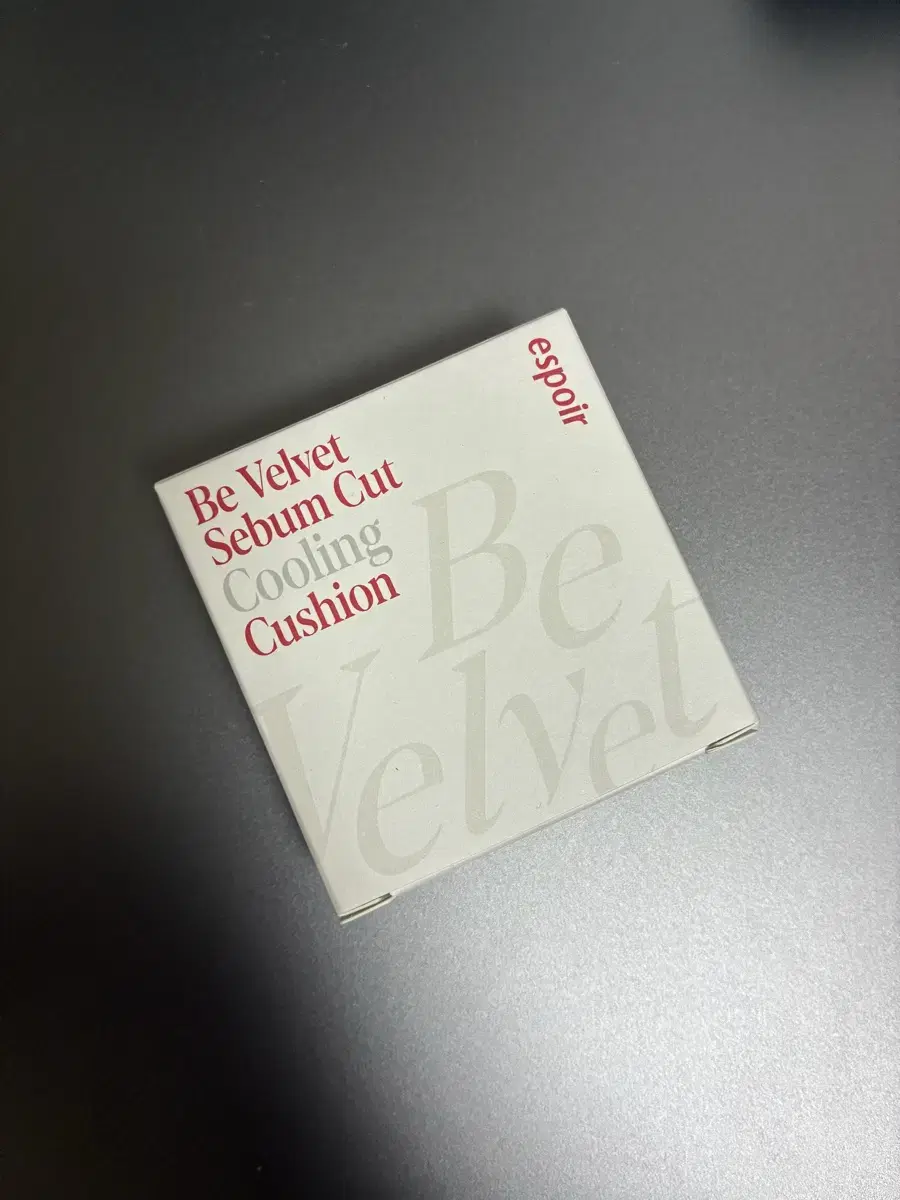 espoir
Be Velvet
Sebum Cut
Cooling
Cushion
Be
Velvet